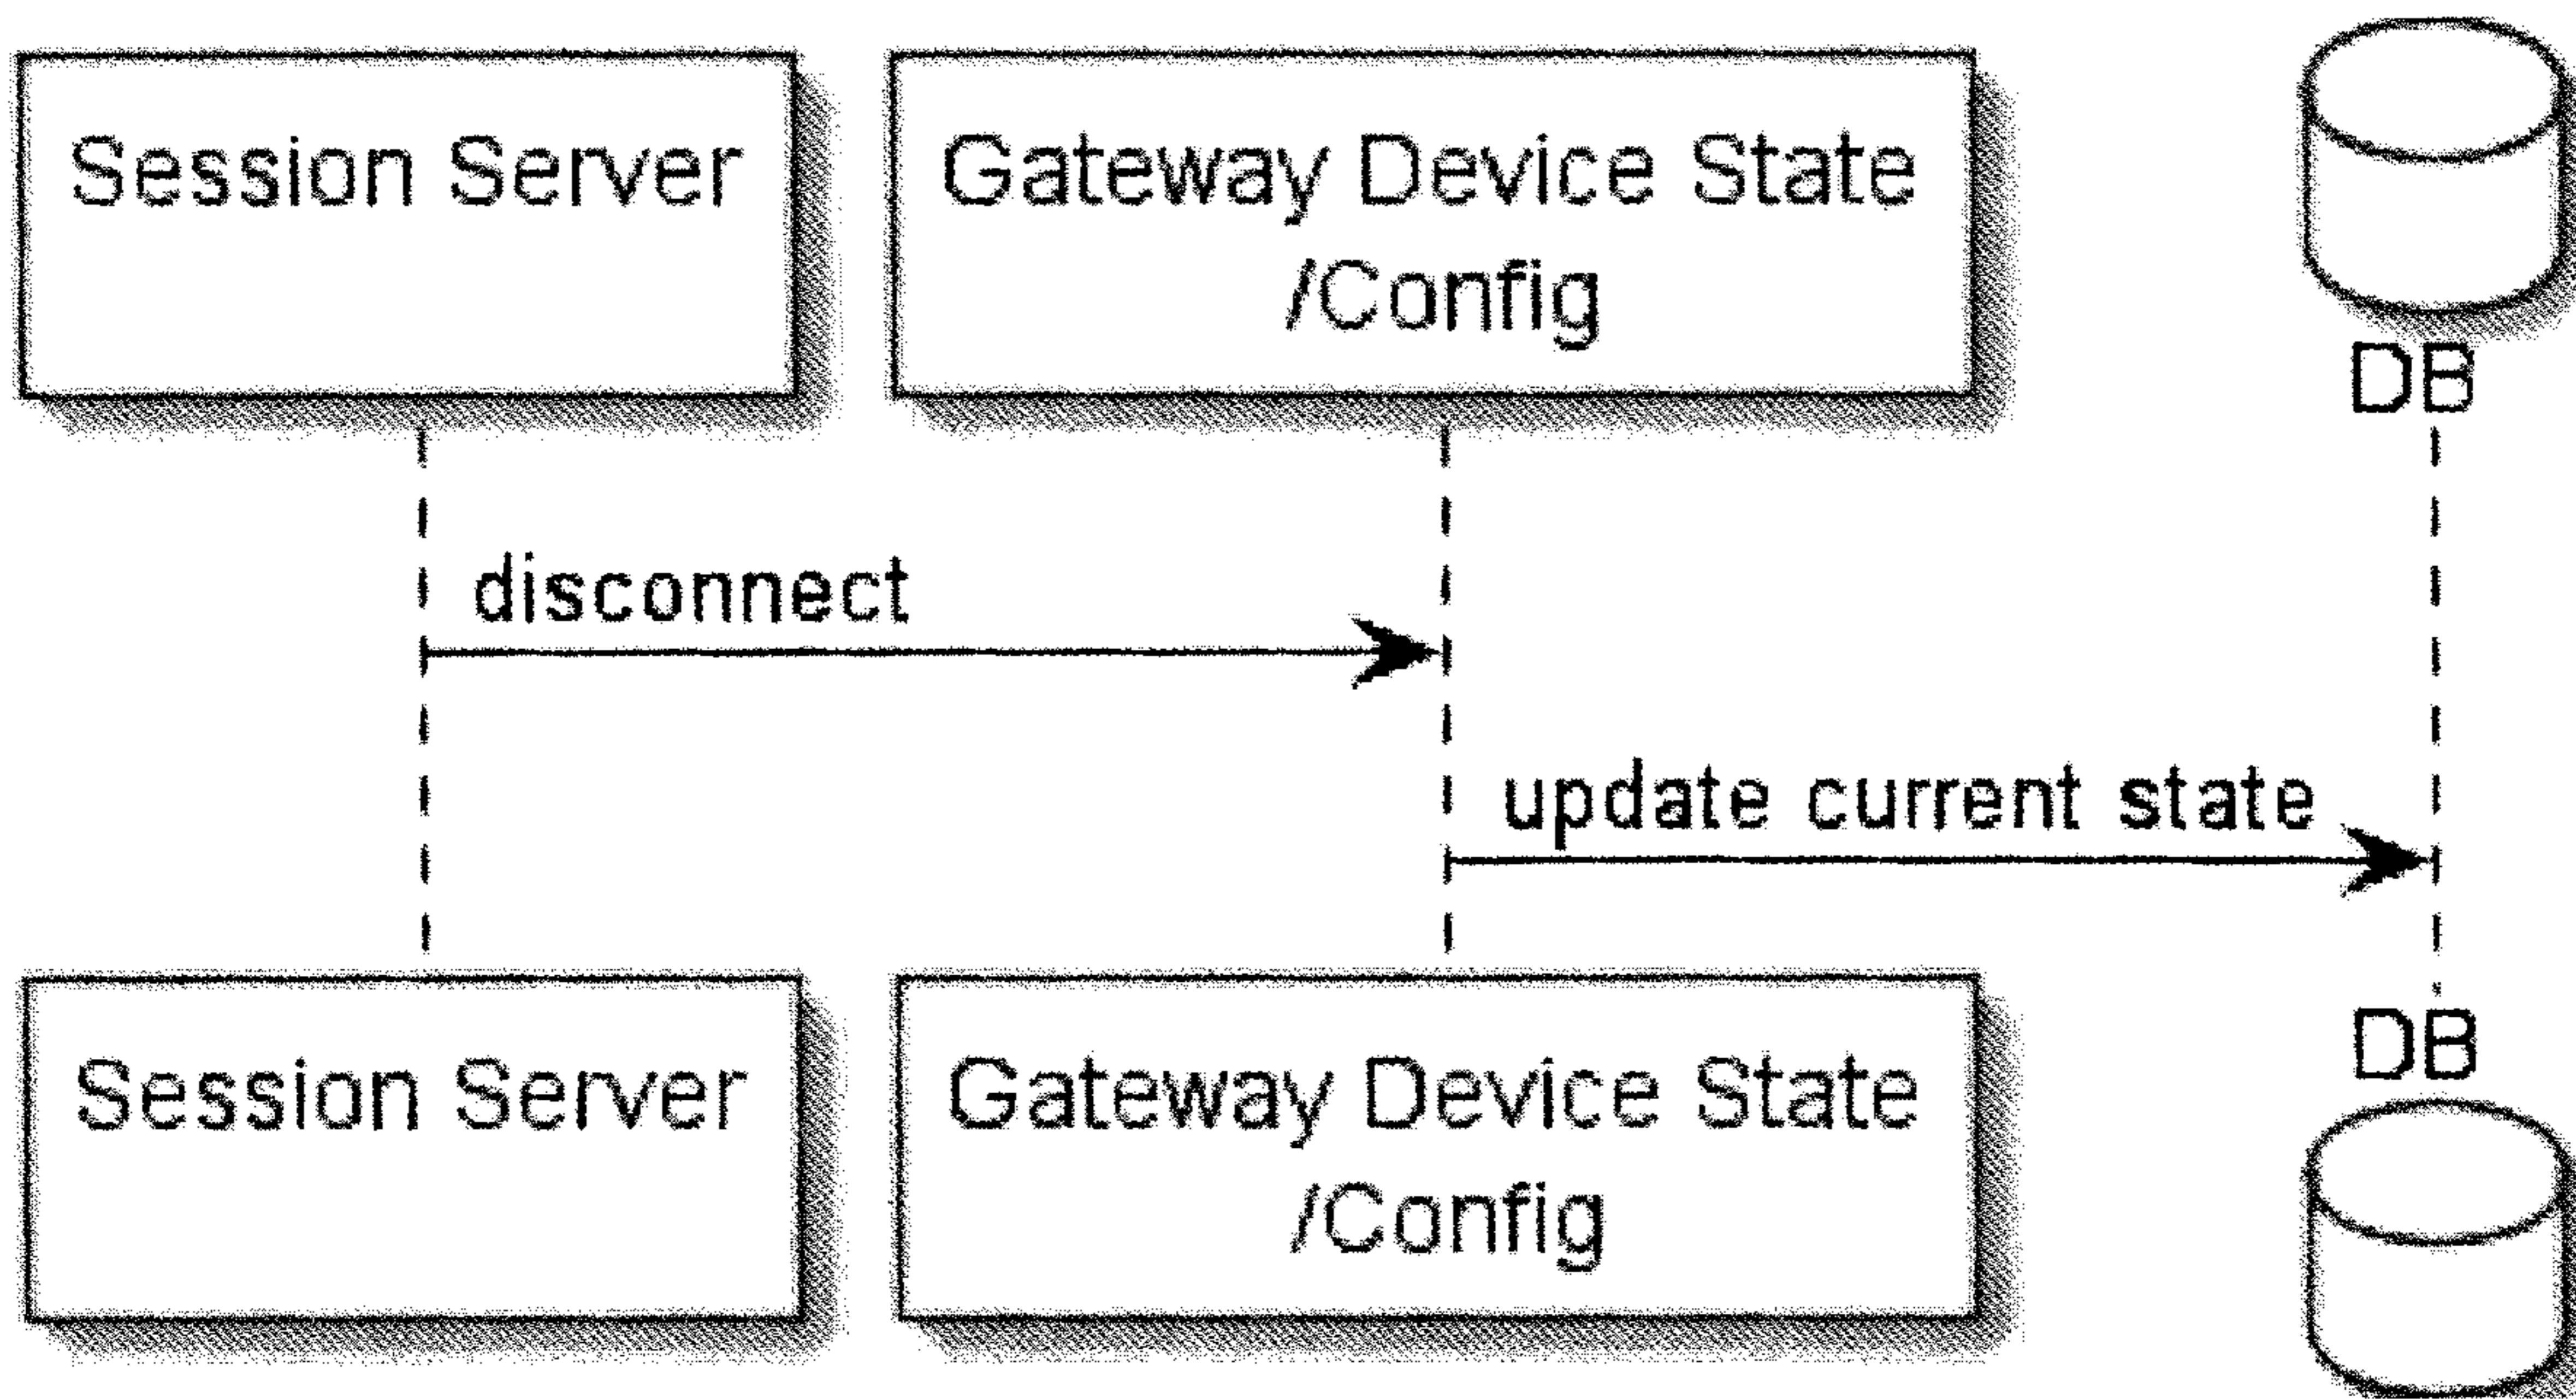 Session Server
Gateway Device State
/Config
DB
disconnect
update current state
DB
Session Server
Gateway Device State
/Config